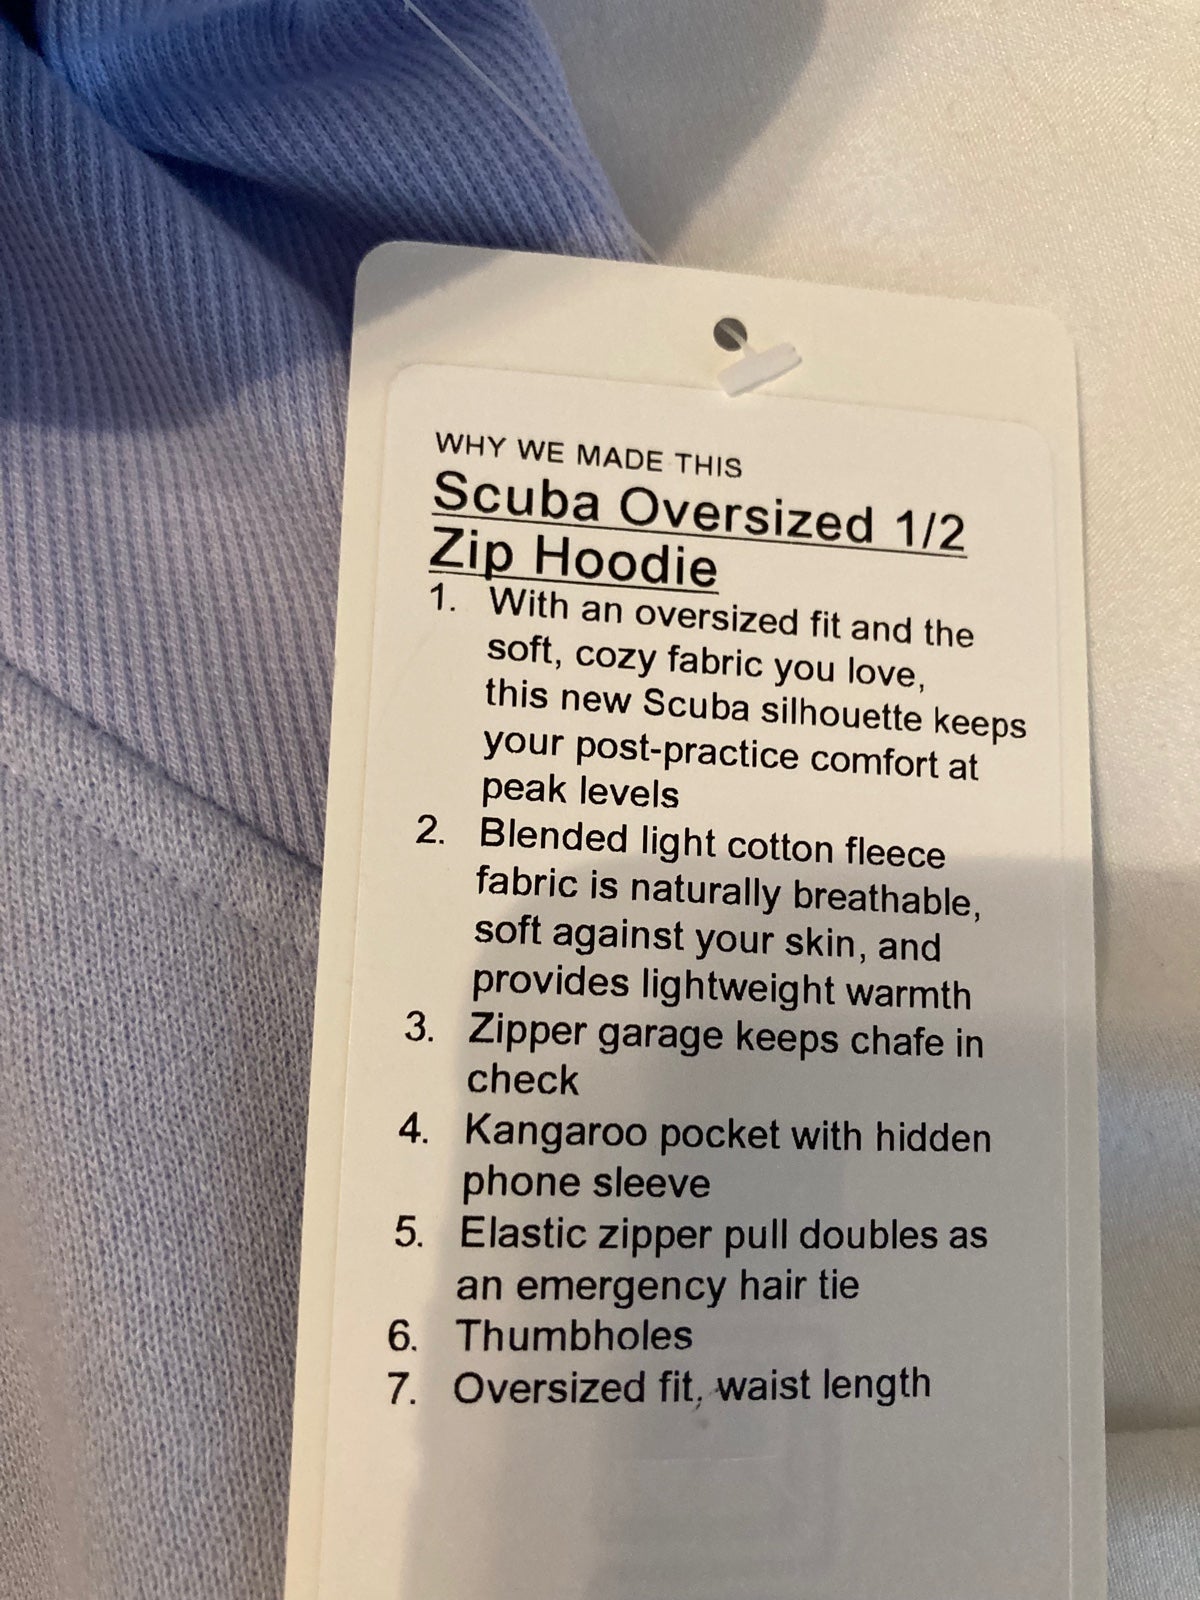 WHY WE MADE THIS
Scuba Oversized 1/2
Zip Hoodie
1. With an oversized fit and the
soft, cozy fabric you love,
this new Scuba silhouette keeps
your post-practice comfort at
peak levels
2. Blended light cotton fleece
fabric is naturally breathable,
soft against your skin, and
provides lightweight warmth
3. Zipper garage keeps chafe in
check
4. Kangaroo pocket with hidden
phone sleeve
5. Elastic zipper pull doubles as
an emergency hair tie
6. Thumbholes
7. Oversized fit, waist length